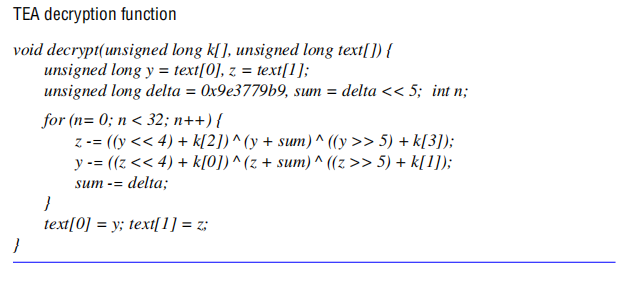 TEA decryption function
void decrypt(unsigned long k[], unsigned long text[]) {
unsigned long y = text[0], z = text[1];
unsigned long delta = 0x9e3779b9, sum = delta << 5; int n;
for (n= 0; n < 32; n++) {
z -= ((y << 4) + k[2]) ^ (y + sum) ^ ((y >> 5) + k[3]);
y -= ((z << 4) + k[0]) ^ (z + sum) ^ ((z >> 5) + k[1]);
sum -= delta;
}
text[0] = y; text[1] = z;
}